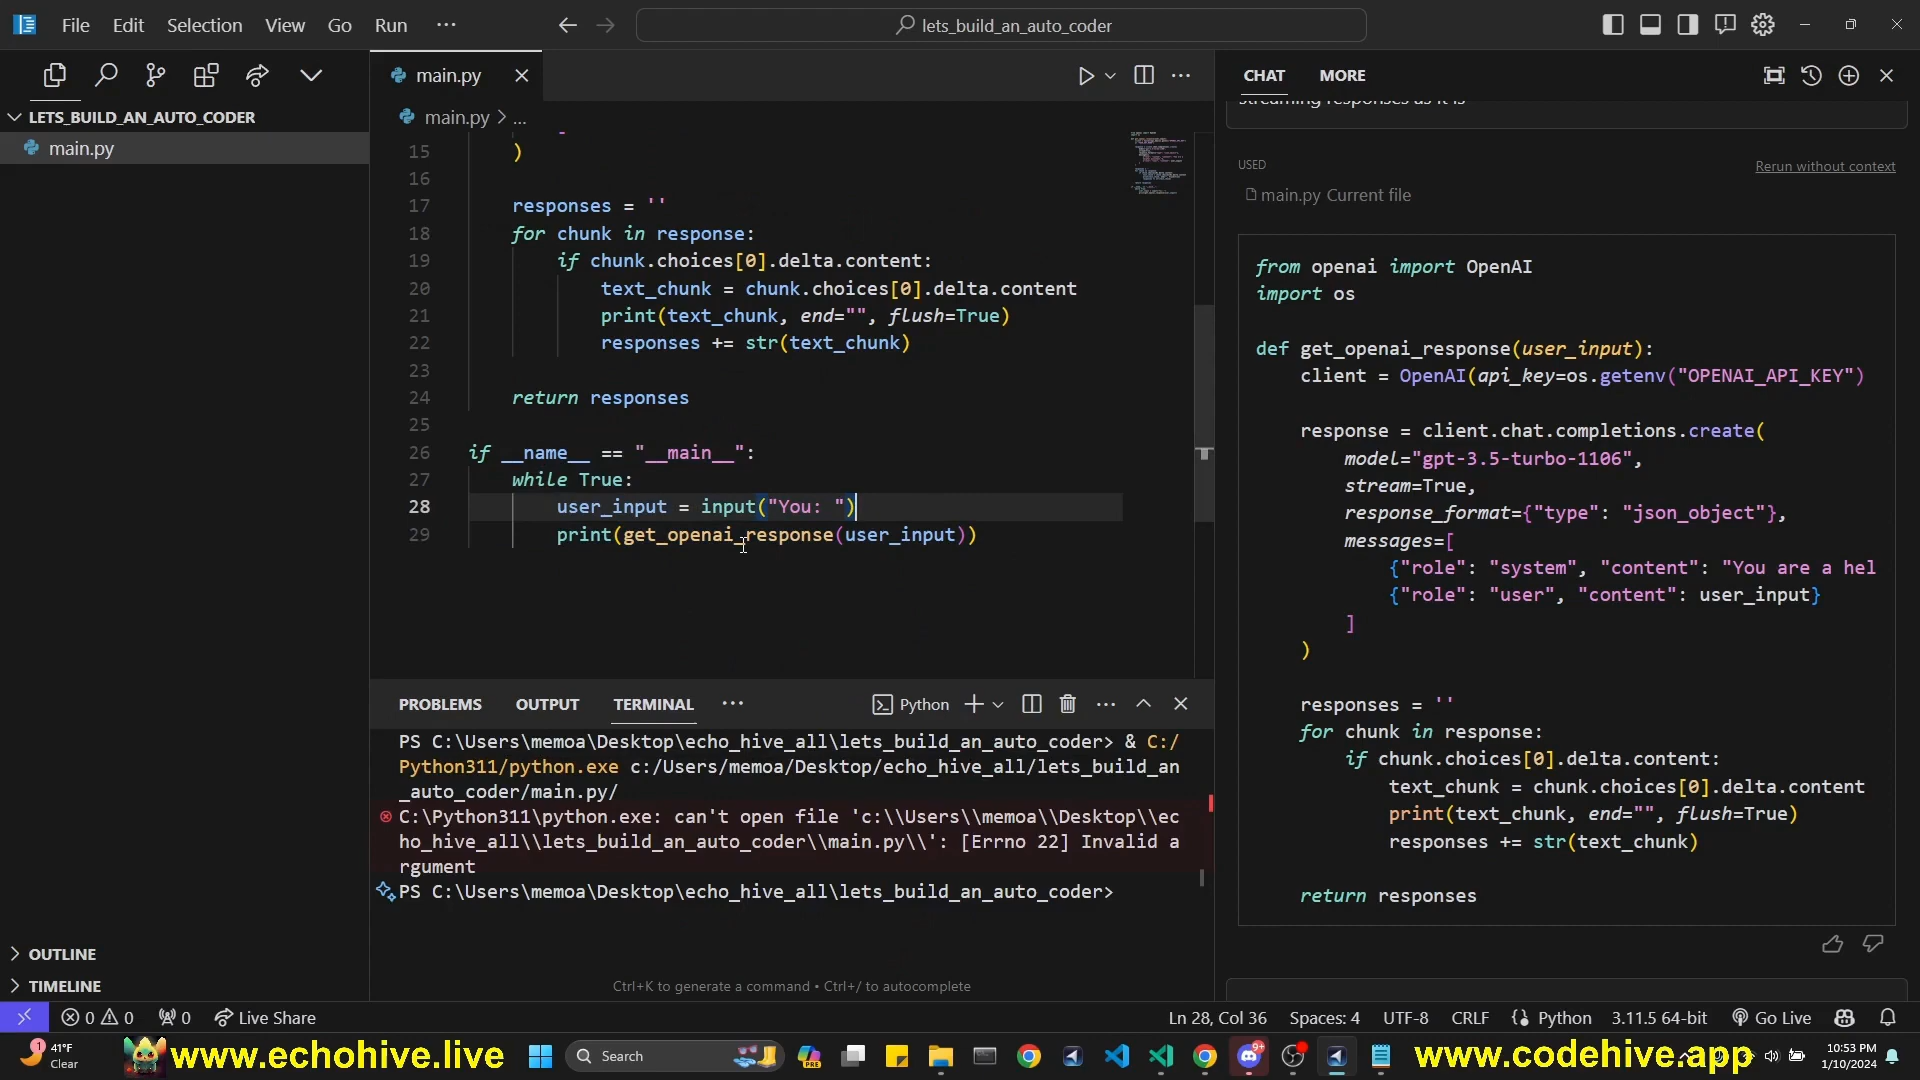 File Edit Selection View Go Run ...
lets_build_an_auto_coder
LETS_BUILD_AN_AUTO_CODER
main.py
OUTLINE
TIMELINE
main.py
main.py > ...
15 )
16
17 responses = ''
18 for chunk in response:
19 if chunk.choices[0].delta.content:
20 text_chunk = chunk.choices[0].delta.content
21 print(text_chunk, end="", flush=True)
22 responses += str(text_chunk)
23
24 return responses
25
26 if __name__ == "__main__":
27 while True:
28 user_input = input("You: ")
29 print(get_openai_response(user_input))
PROBLEMS OUTPUT TERMINAL ... Python
PS C:\Users\memoa\Desktop\echo_hive_all\lets_build_an_auto_coder> & C:/
Python311/python.exe c:/Users/memoa/Desktop/echo_hive_all/lets_build_an
_auto_coder/main.py/
C:\Python311\python.exe: can't open file 'c:\\Users\\memoa\\Desktop\\ec
ho_hive_all\\lets_build_an_auto_coder\\main.py\\': [Errno 22] Invalid a
rgument
PS C:\Users\memoa\Desktop\echo_hive_all\lets_build_an_auto_coder>
Ctrl+K to generate a command • Ctrl+/ to autocomplete
CHAT MORE
streaming responses as it is
USED
Rerun without context
main.py Current file
from openai import OpenAI
import os
def get_openai_response(user_input):
client = OpenAI(api_key=os.getenv("OPENAI_API_KEY")
response = client.chat.completions.create(
model="gpt-3.5-turbo-1106",
stream=True,
response_format={"type": "json_object"},
messages=[
{"role": "system", "content": "You are a hel
{"role": "user", "content": user_input}
]
)
responses = ''
for chunk in response:
if chunk.choices[0].delta.content:
text_chunk = chunk.choices[0].delta.content
print(text_chunk, end="", flush=True)
responses += str(text_chunk)
return responses
0 0 0 Live Share Ln 28, Col 36 Spaces: 4 UTF-8 CRLF Python 3.11.5 64-bit Go Live
1 41°F
Clear
www.echohive.live
Search
PRE
9+
www.codehive.app
10:53 PM
1/10/2024